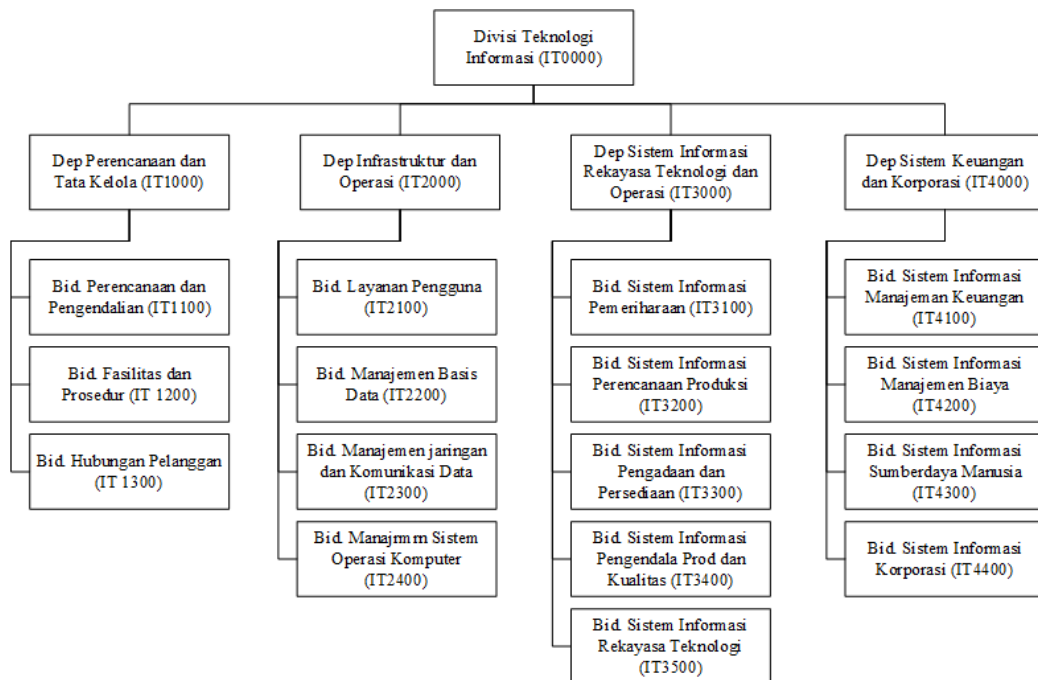 Divisi Teknologi
Informasi (IT0000)
Dep Perencanaan dan
Tata Kelola (IT1000)
Dep Infrastruktur dan
Operasi (IT2000)
Dep Sistem Informasi
Rekayasa Teknologi dan
Operasi (IT3000)
Dep Sistem Keuangan
dan Korporasi (IT4000)
Bid. Perencanaan dan
Pengendalian (IT1100)
Bid. Fasilitas dan
Prosedur (IT 1200)
Bid. Hubungan Pelanggan
(IT 1300)
Bid. Layanan Pengguna
(IT2100)
Bid. Manajemen Basis
Data (IT2200)
Bid. Manajemen jaringan
dan Komunikasi Data
(IT2300)
Bid. Manajrmrn Sistem
Operasi Komputer
(IT2400)
Bid. Sistem Informasi
Pemeriharaan (IT3100)
Bid. Sistem Informasi
Perencanaan Produksi
(IT3200)
Bid. Sistem Informasi
Pengadaan dan
Persediaan (IT3300)
Bid. Sistem Informasi
Pengendala Prod dan
Kualitas (IT3400)
Bid. Sistem Informasi
Rekayasa Teknologi
(IT3500)
Bid. Sistem Informasi
Manajeman Keuangan
(IT4100)
Bid. Sistem Informasi
Manajemen Biaya
(IT4200)
Bid. Sistem Informasi
Sumberdaya Manusia
(IT4300)
Bid. Sistem Informasi
Korporasi (IT4400)